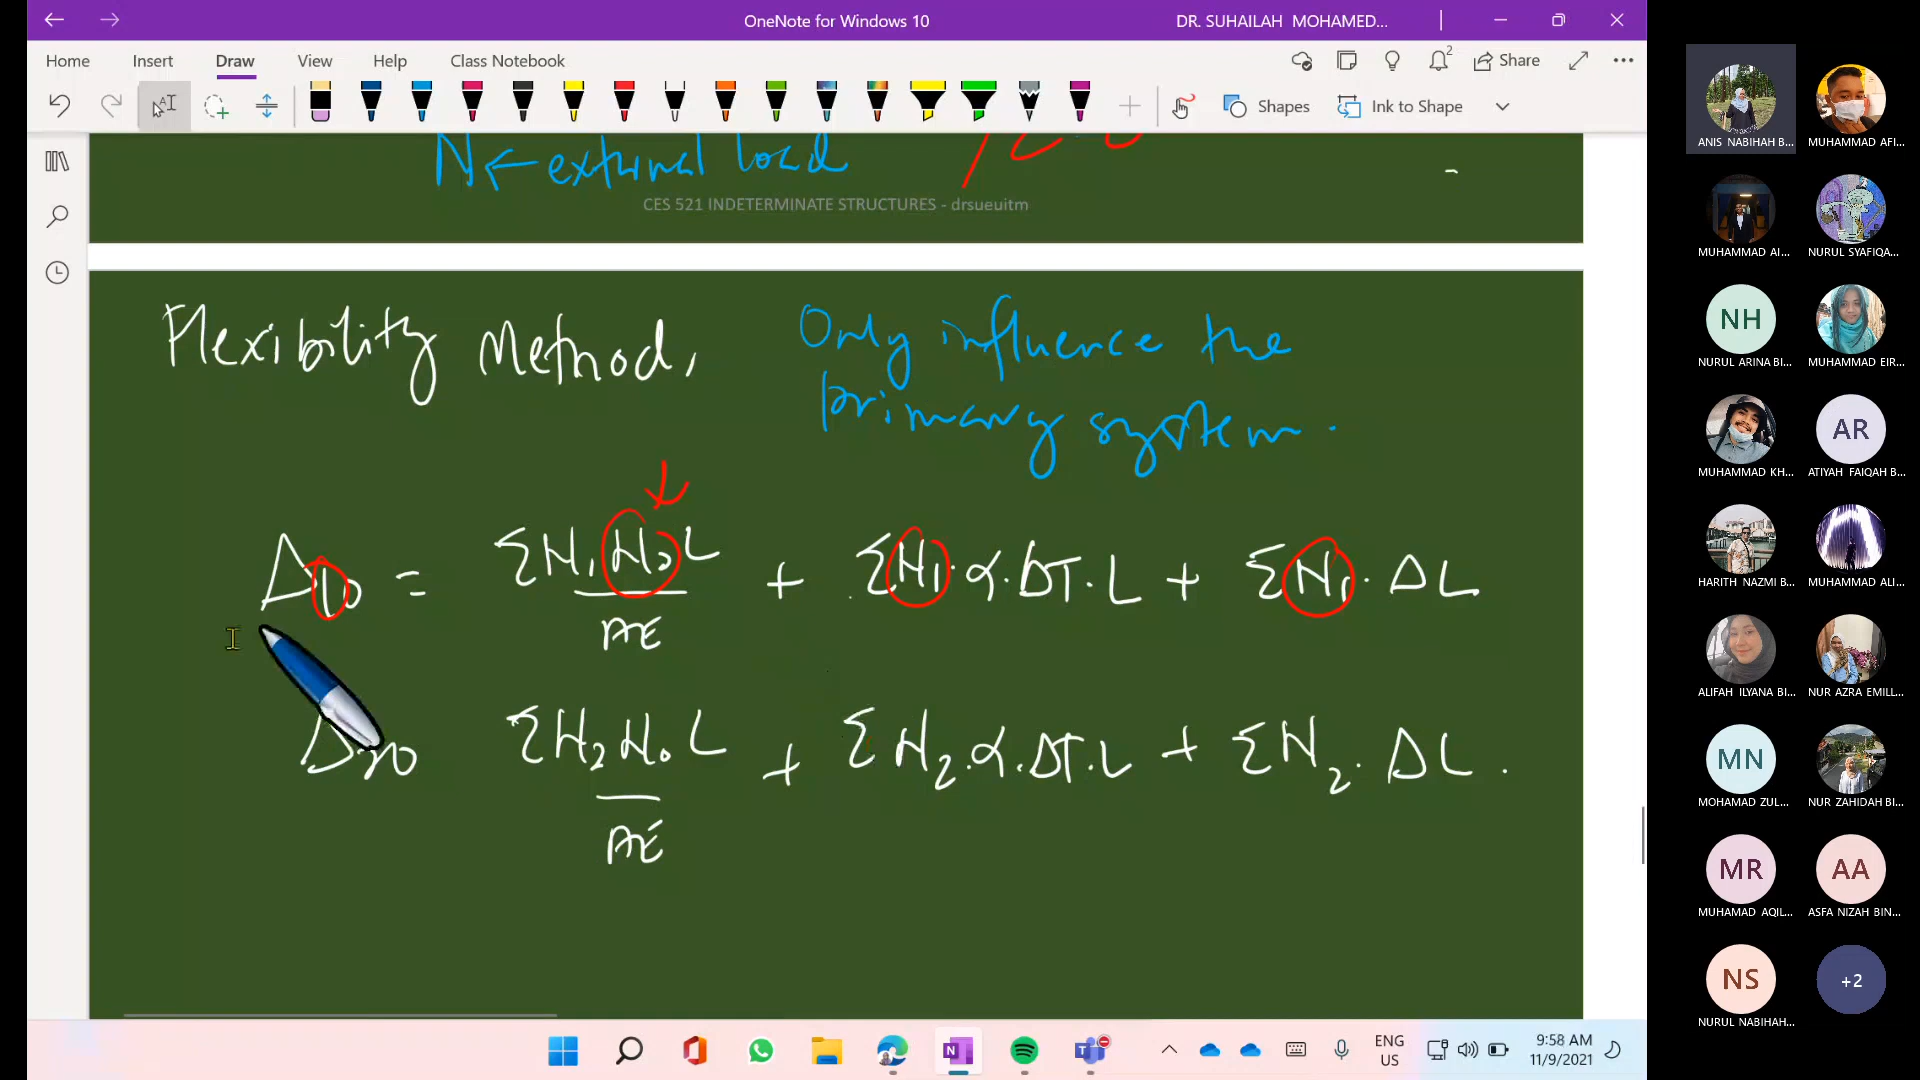 OneNote for Windows 10
DR. SUHAILAH MOHAMED...
Home Insert Draw View Help Class Notebook
2
Share
Shapes
Ink to Shape
N ← external load
CES 521 INDETERMINATE STRUCTURES - drsueuitm
Flexibility Method,
Only influence the
primary system.
Δ10 = ΣN₁N₀L/AE + ΣN₁·α·ΔT·L + ΣN₁·ΔL
Δ20 ΣN₂N₀L/AE + ΣN₂·α·ΔT·L + ΣN₂·ΔL.
ANIS NABIHAH B...
MUHAMMAD AFI...
MUHAMMAD AI...
NURUL SYAFIQA...
NH
NURUL ARINA BI...
MUHAMMAD EIR...
MUHAMMAD KH...
AR
ATIYAH FAIQAH B...
HARITH NAZMI B...
MUHAMMAD ALI...
ALIFAH ILYANA BI...
NUR AZRA EMILL...
MN
MOHAMAD ZUL...
NUR ZAHIDAH BI...
MR
MUHAMAD AQIL...
AA
ASFA NIZAH BIN...
NS
NURUL NABIHAH...
+2
ENG
US
9:58 AM
11/9/2021